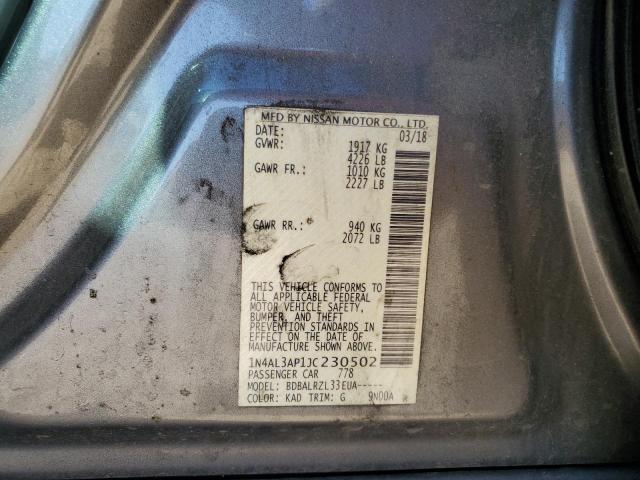 MFD BY NISSAN MOTOR CO., LTD.
DATE: 03/18
GVWR: 1917 KG
4226 LB
GAWR FR.: 1010 KG
2227 LB
GAWR RR.: 940 KG
2072 LB
THIS VEHICLE CONFORMS TO
ALL APPLICABLE FEDERAL
MOTOR VEHICLE SAFETY,
BUMPER, AND THEFT
PREVENTION STANDARDS IN
EFFECT ON THE DATE OF
MANUFACTURE SHOWN ABOVE.
1N4AL3AP1JC230502
PASSENGER CAR 778
MODEL: BDBALRZL33EUA-----
COLOR: KAD TRIM: G 9N00A